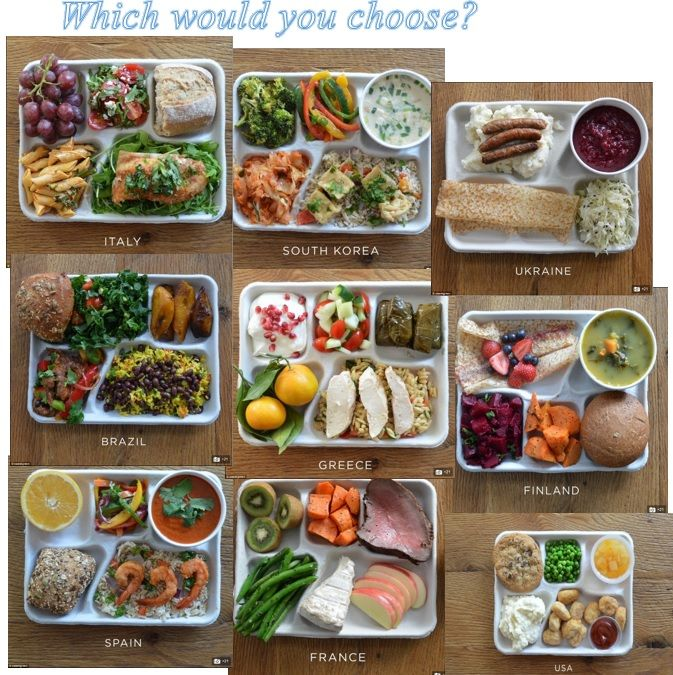 Which would you choose?
ITALY
SOUTH KOREA
UKRAINE
BRAZIL
GREECE
FINLAND
SPAIN
FRANCE
USA